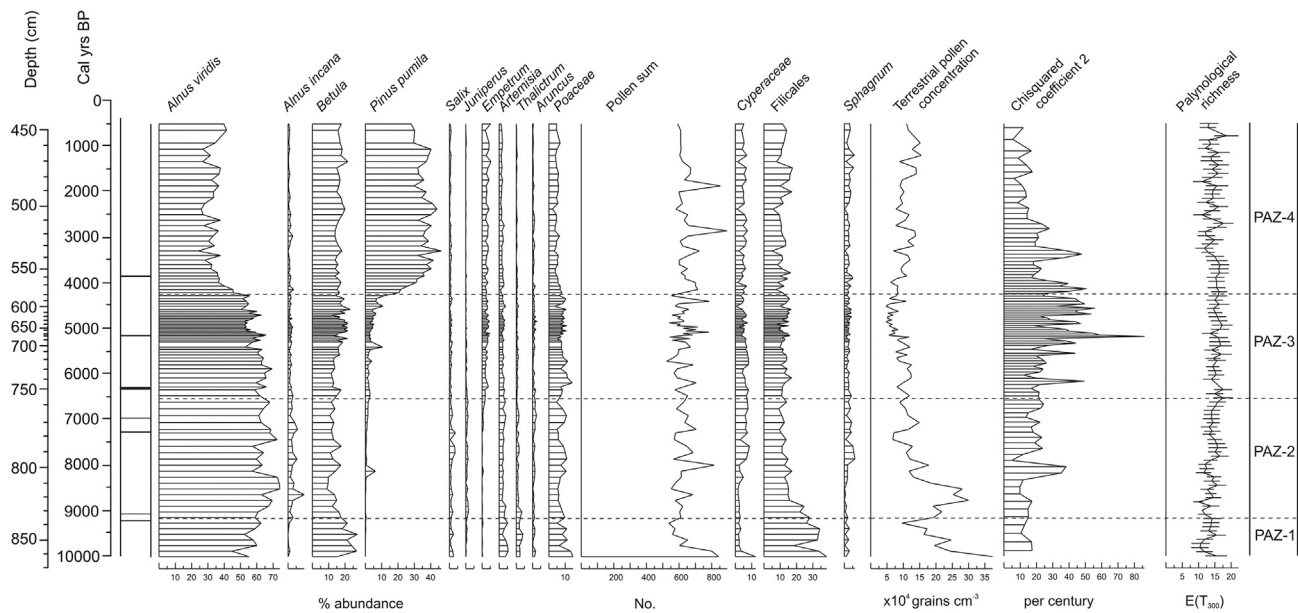 Depth (cm)
Cal yrs BP
Alnus viridis
Alnus incana
Betula
Pinus pumila
Salix
Juniperus
Empetrum
Artemisia
Thalictrum
Aruncus
Poaceae
Pollen sum
Cyperaceae
Filicales
Sphagnum
Terrestrial pollen
concentration
Chisquared
coefficient 2
Palynological
richness
0
450
1000
2000
500
3000
550
4000
600
650
5000
700
6000
750
7000
8000
800
9000
850
10000
PAZ-4
PAZ-3
PAZ-2
PAZ-1
10 20 30 40 50 60 70
10 20
10 20 30 40
10
600 800
10
10 20 30
5 10 15 20 25 30 35
10 20 30 40 50 60 70 80
5 10 15 20
% abundance
No.
x10⁴ grains cm⁻³
per century
E(T₃₀₀)